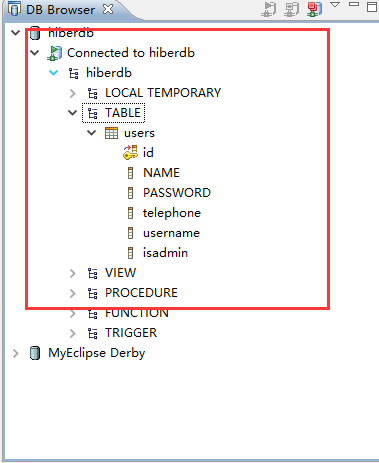 DB Browser
hiberdb
Connected to hiberdb
hiberdb
LOCAL TEMPORARY
TABLE
users
id
NAME
PASSWORD
telephone
username
isadmin
VIEW
PROCEDURE
FUNCTION
TRIGGER
MyEclipse Derby